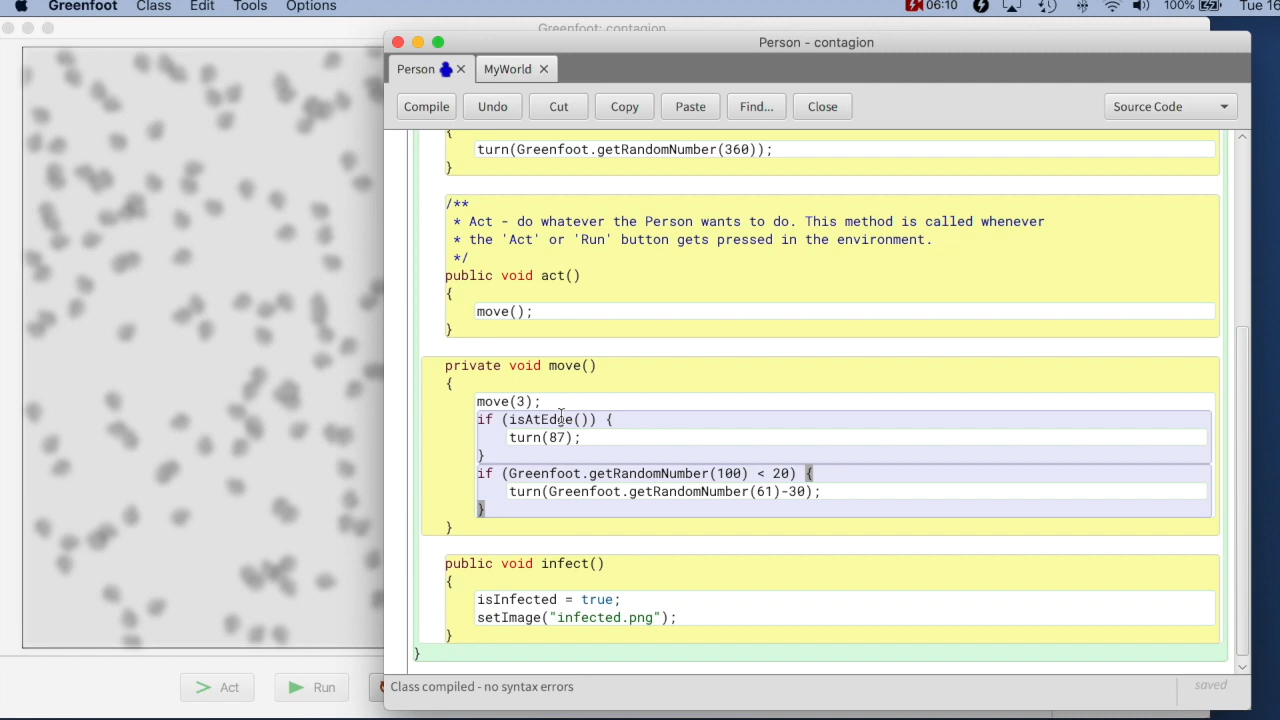 Greenfoot Class Edit Tools Options
06:10 100% Tue 16
Greenfoot: contagion
Person - contagion
Person MyWorld
Compile Undo Cut Copy Paste Find... Close Source Code
{
turn(Greenfoot.getRandomNumber(360));
}
/**
* Act - do whatever the Person wants to do. This method is called whenever
* the 'Act' or 'Run' button gets pressed in the environment.
*/
public void act()
{
move();
}
private void move()
{
move(3);
if (isAtEdge()) {
turn(87);
}
if (Greenfoot.getRandomNumber(100) < 20) {
turn(Greenfoot.getRandomNumber(61)-30);
}
}
public void infect()
{
isInfected = true;
setImage("infected.png");
}
}
Act Run
Class compiled - no syntax errors
saved